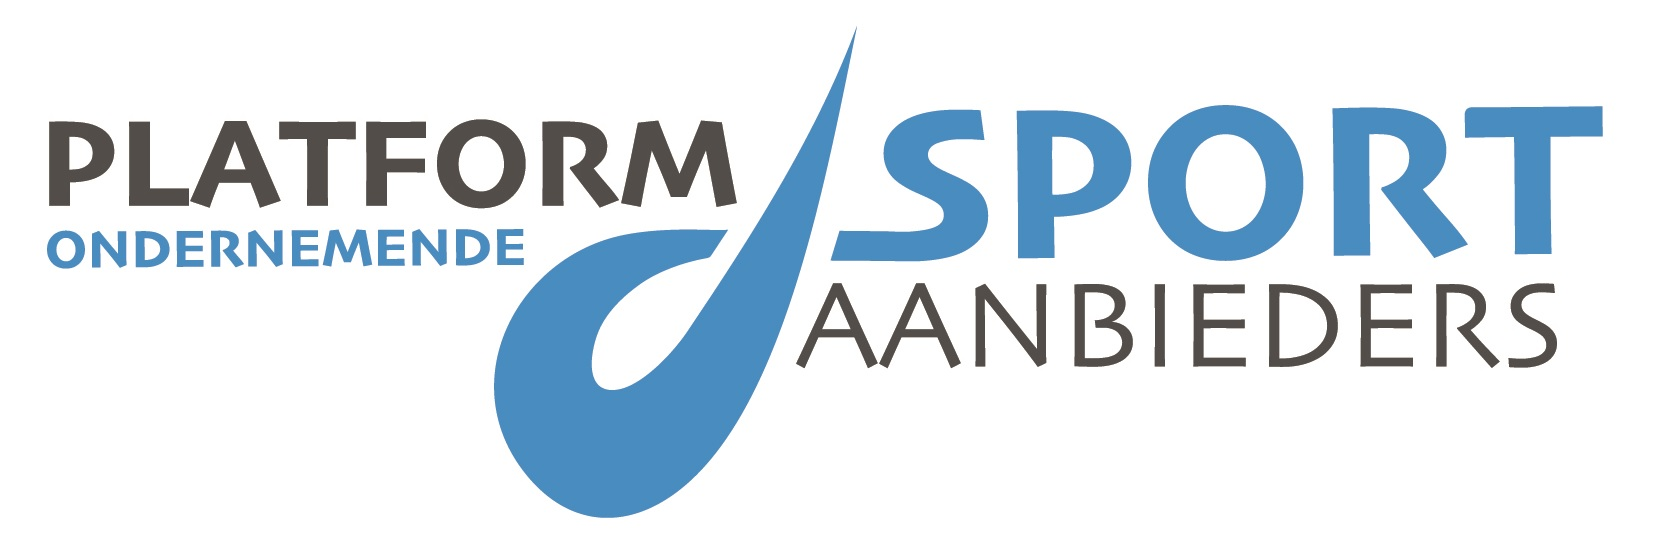 PLATFORM
ONDERNEMENDE
SPORT
AANBIEDERS